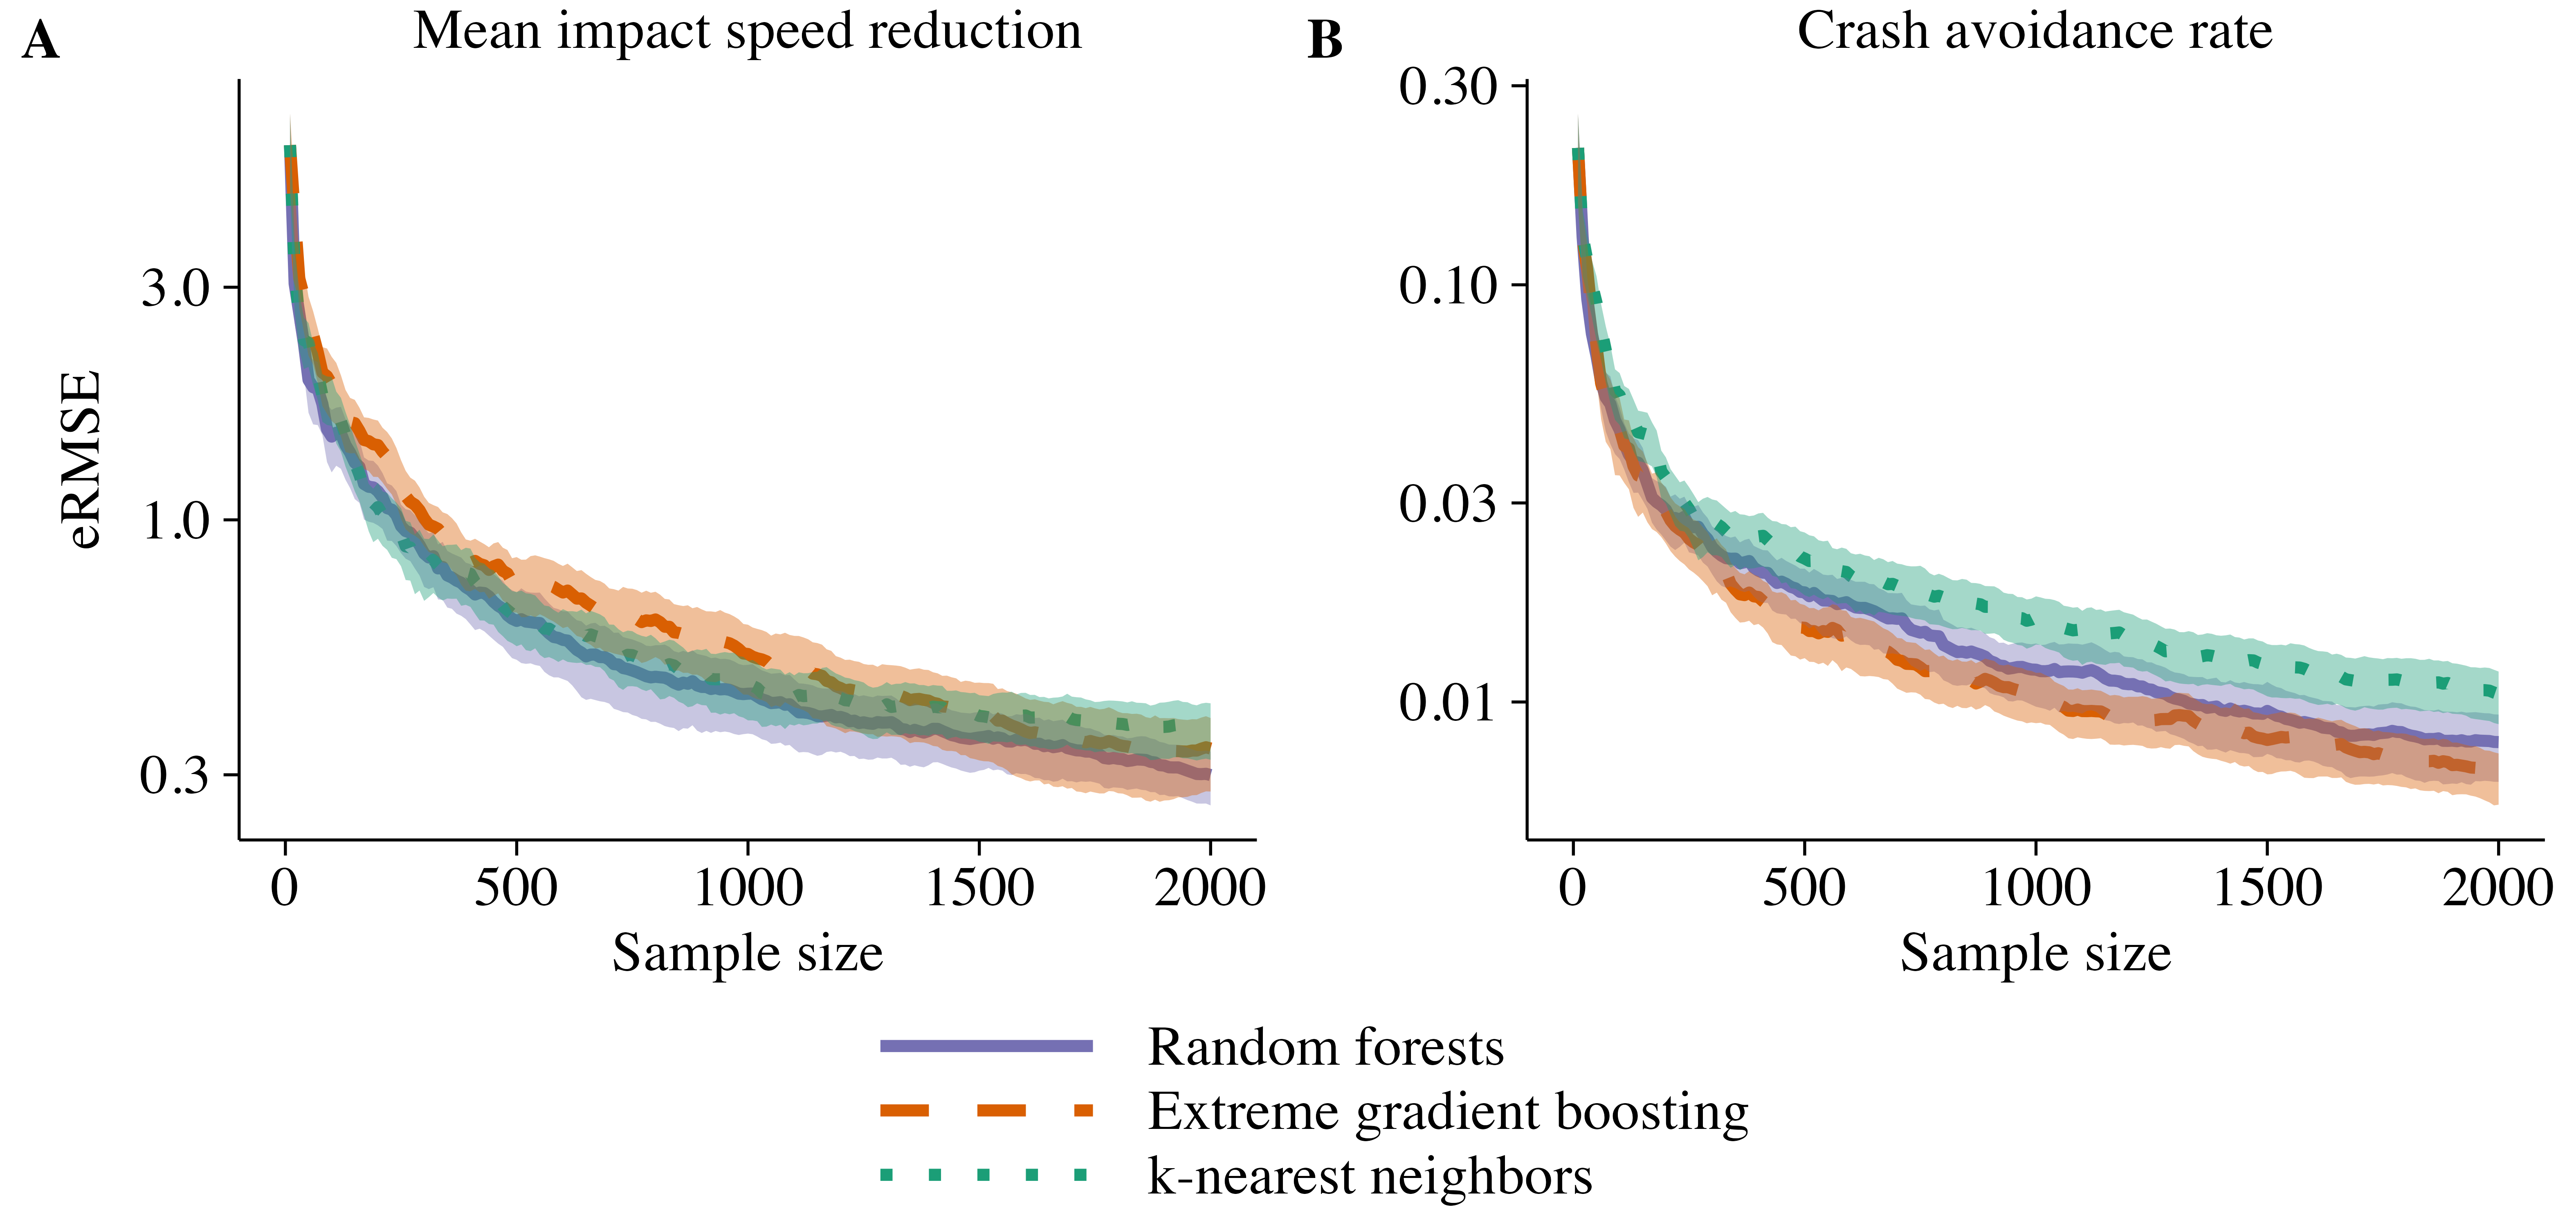 A
Mean impact speed reduction
eRMSE
3.0
1.0
0.3
0 500 1000 1500 2000
Sample size
B
Crash avoidance rate
0.30
0.10
0.03
0.01
0 500 1000 1500 2000
Sample size
Random forests
Extreme gradient boosting
k-nearest neighbors